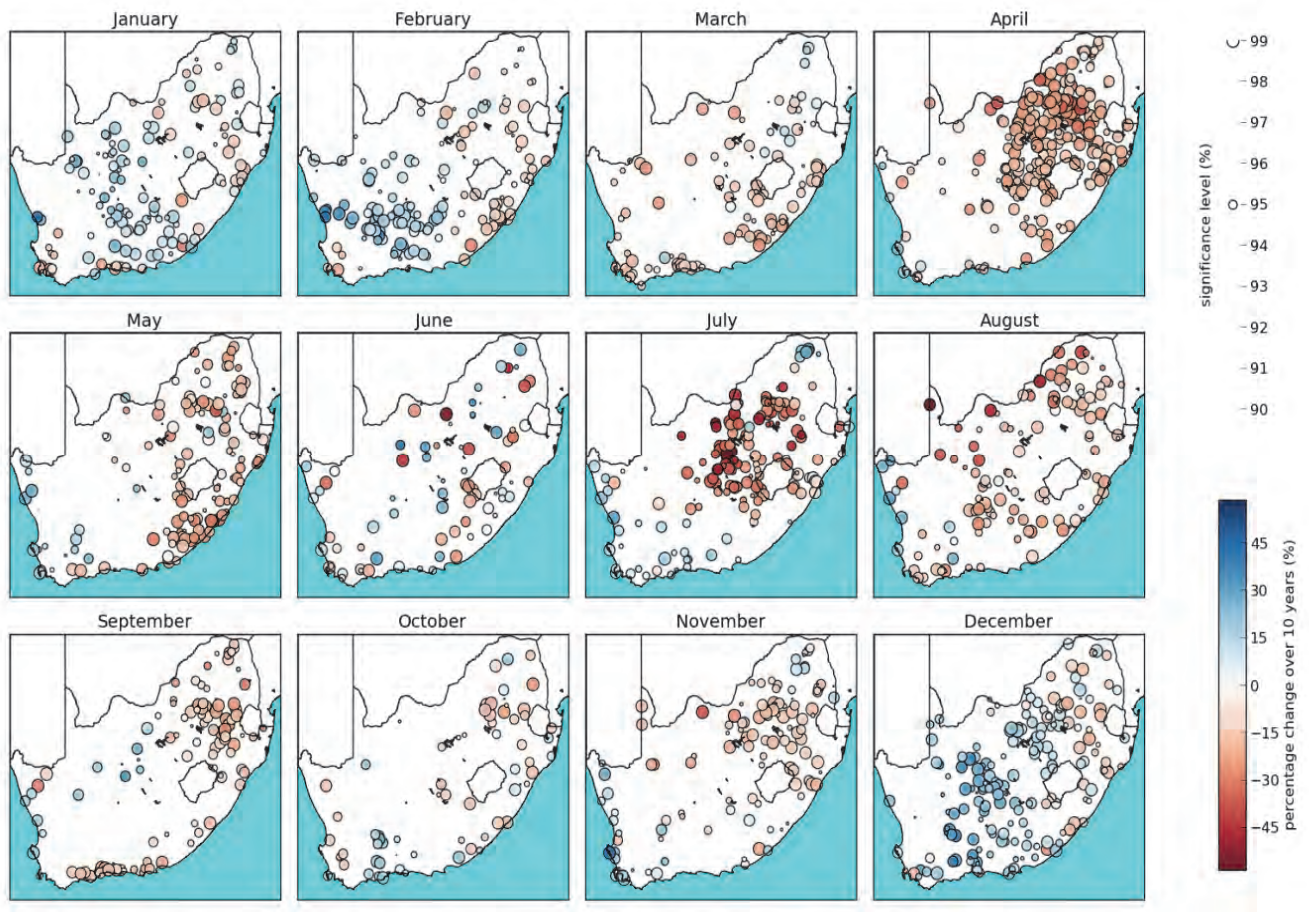 January
February
March
April
May
June
July
August
September
October
November
December
significance level (%)
99
98
97
96
95
94
93
92
91
90
percentage change over 10 years (%)
45
30
15
0
−15
−30
−45